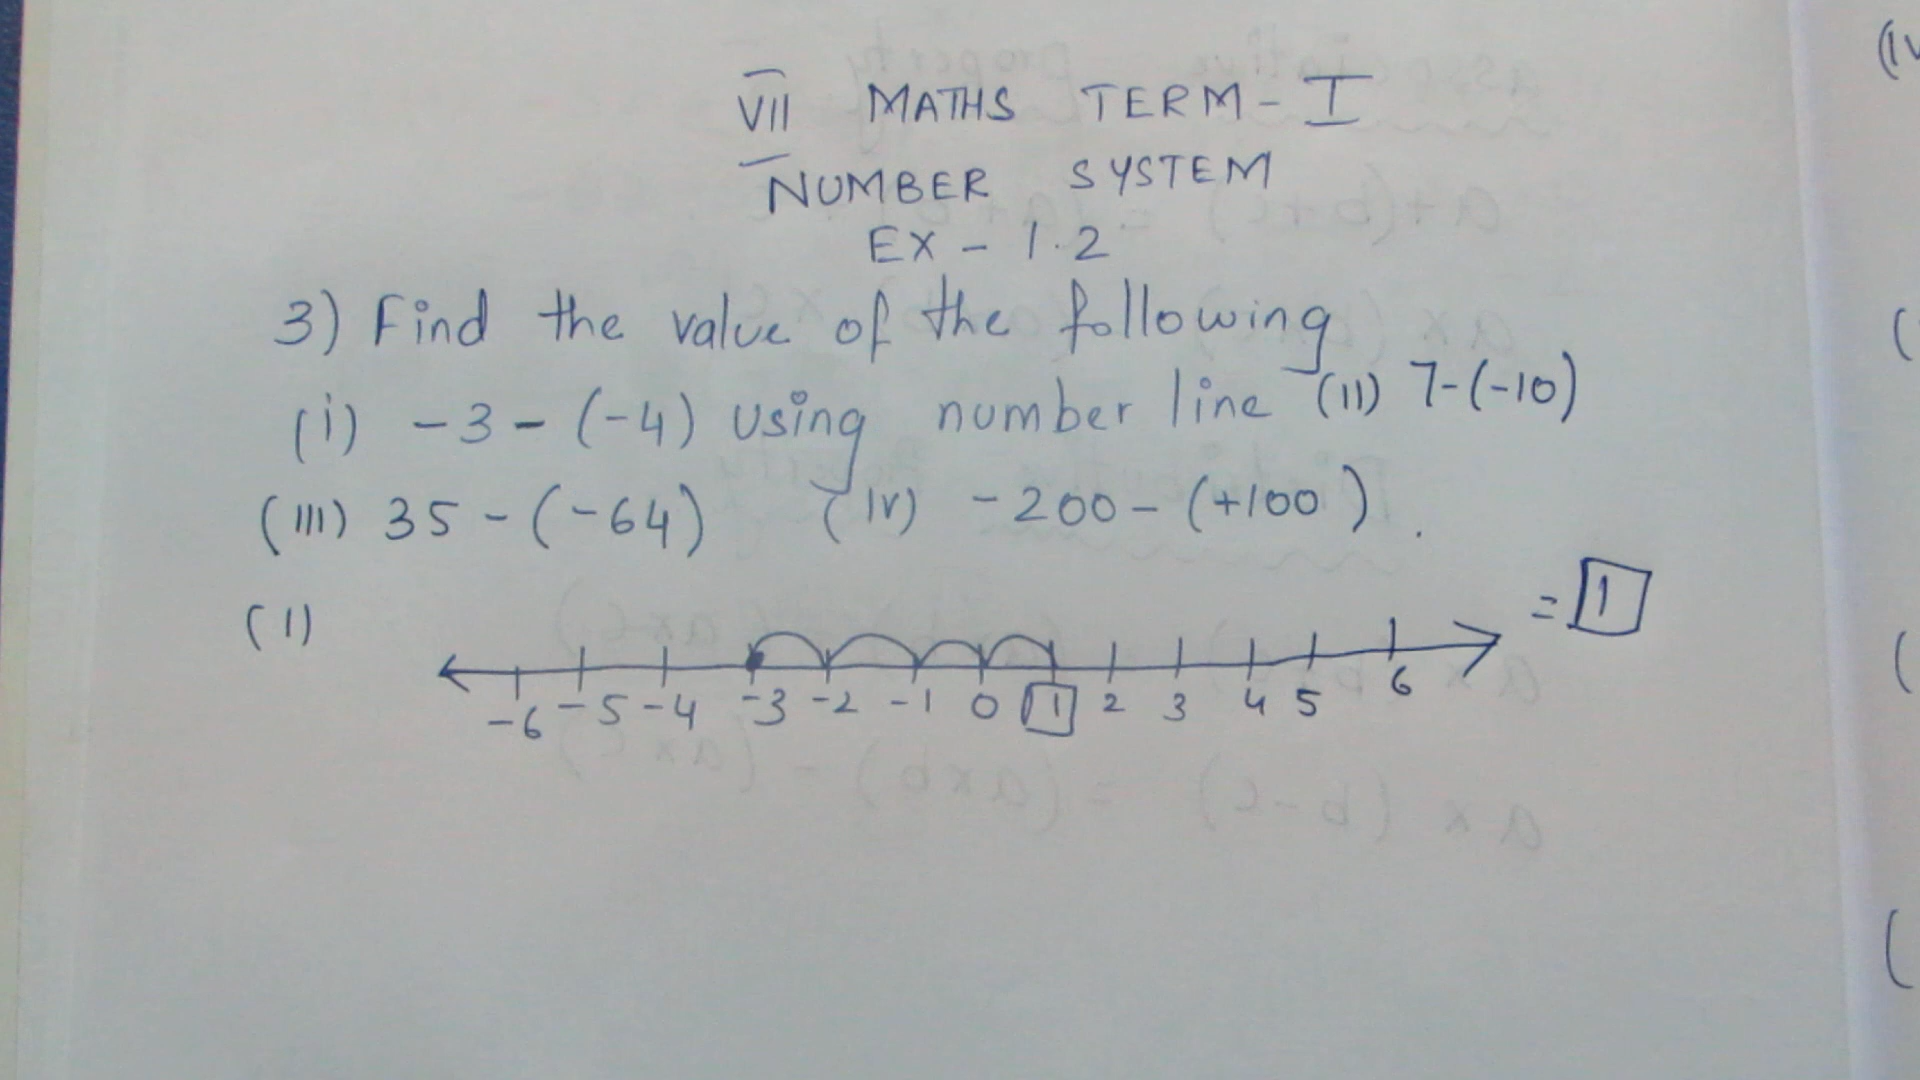 VII MATHS TERM - I
NUMBER SYSTEM
EX - 1.2
3) Find the value of the following
(i) -3 - (-4) using number line (II) 7-(-10)
(III) 35 - (-64) (IV) -200 - (+100).
(I)
= 1
-6 -5 -4 -3 -2 -1 0 1 2 3 4 5 6